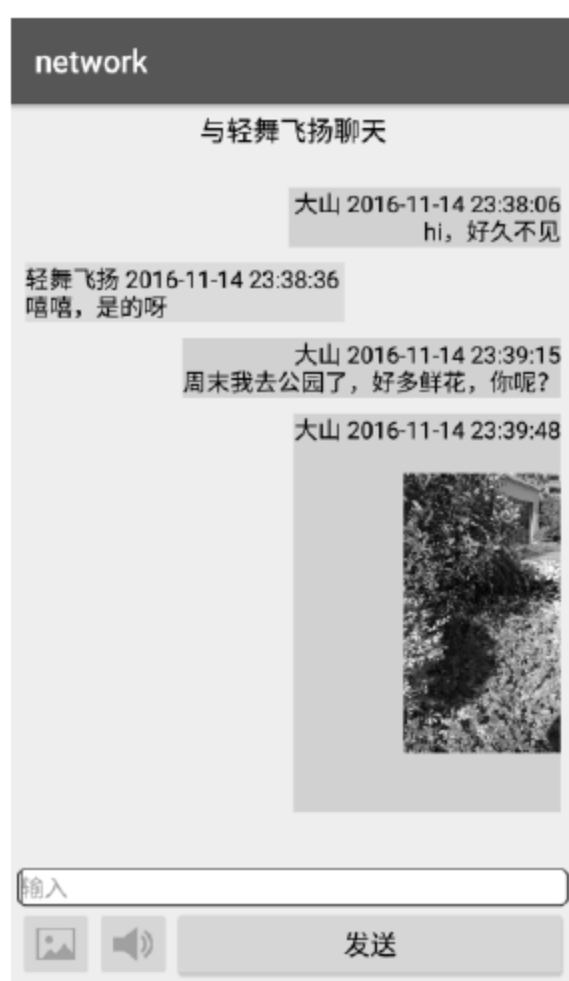 network
与轻舞飞扬聊天
大山 2016-11-14 23:38:06
hi，好久不见
轻舞飞扬 2016-11-14 23:38:36
嘻嘻，是的呀
大山 2016-11-14 23:39:15
周末我去公园了，好多鲜花，你呢？
大山 2016-11-14 23:39:48
输入
发送